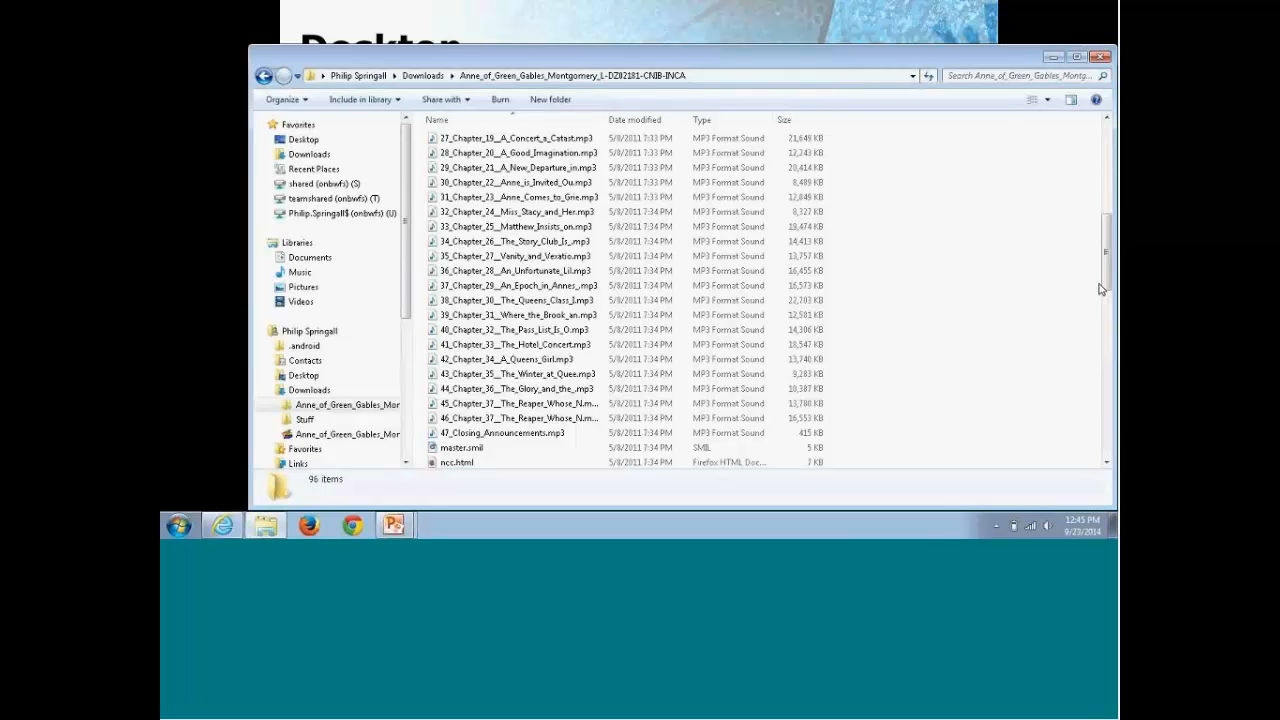 Desktop
Philip Springall ▸ Downloads ▸ Anne_of_Green_Gables_Montgomery_L-DZ02181-CNIB-INCA
Search Anne_of_Green_Gables_Montg...
Organize Include in library Share with Burn New folder
Name Date modified Type Size
Favorites
Desktop
Downloads
Recent Places
shared (onbwfs) (S)
teamshared (onbwfs) (T)
Philip.Springall$ (onbwfs) (U)
Libraries
Documents
Music
Pictures
Videos
Philip Springall
.android
Contacts
Desktop
Downloads
Anne_of_Green_Gables_Mor
Stuff
Anne_of_Green_Gables_Mor
Favorites
Links
27_Chapter_19__A_Concert_a_Catast.mp3 5/8/2011 7:33 PM MP3 Format Sound 21,649 KB
28_Chapter_20__A_Good_Imagination.mp3 5/8/2011 7:33 PM MP3 Format Sound 12,243 KB
29_Chapter_21__A_New_Departure_in.mp3 5/8/2011 7:33 PM MP3 Format Sound 20,414 KB
30_Chapter_22__Anne_is_Invited_Ou.mp3 5/8/2011 7:33 PM MP3 Format Sound 8,489 KB
31_Chapter_23__Anne_Comes_to_Grie.mp3 5/8/2011 7:33 PM MP3 Format Sound 12,849 KB
32_Chapter_24__Miss_Stacy_and_Her.mp3 5/8/2011 7:34 PM MP3 Format Sound 8,327 KB
33_Chapter_25__Matthew_Insists_on.mp3 5/8/2011 7:34 PM MP3 Format Sound 19,474 KB
34_Chapter_26__The_Story_Club_Is_.mp3 5/8/2011 7:34 PM MP3 Format Sound 14,413 KB
35_Chapter_27__Vanity_and_Vexatio.mp3 5/8/2011 7:34 PM MP3 Format Sound 13,757 KB
36_Chapter_28__An_Unfortunate_Lil.mp3 5/8/2011 7:34 PM MP3 Format Sound 16,455 KB
37_Chapter_29__An_Epoch_in_Annes_.mp3 5/8/2011 7:34 PM MP3 Format Sound 16,573 KB
38_Chapter_30__The_Queens_Class_I.mp3 5/8/2011 7:34 PM MP3 Format Sound 22,703 KB
39_Chapter_31__Where_the_Brook_an.mp3 5/8/2011 7:34 PM MP3 Format Sound 12,581 KB
40_Chapter_32__The_Pass_List_Is_O.mp3 5/8/2011 7:34 PM MP3 Format Sound 14,306 KB
41_Chapter_33__The_Hotel_Concert.mp3 5/8/2011 7:34 PM MP3 Format Sound 18,547 KB
42_Chapter_34__A_Queens_Girl.mp3 5/8/2011 7:34 PM MP3 Format Sound 13,740 KB
43_Chapter_35__The_Winter_at_Quee.mp3 5/8/2011 7:34 PM MP3 Format Sound 9,283 KB
44_Chapter_36__The_Glory_and_the_.mp3 5/8/2011 7:34 PM MP3 Format Sound 10,387 KB
45_Chapter_37__The_Reaper_Whose_N.m... 5/8/2011 7:34 PM MP3 Format Sound 13,780 KB
46_Chapter_37__The_Reaper_Whose_N.m... 5/8/2011 7:34 PM MP3 Format Sound 16,553 KB
47_Closing_Announcements.mp3 5/8/2011 7:34 PM MP3 Format Sound 415 KB
master.smil 5/8/2011 7:34 PM SMIL 5 KB
ncc.html 5/8/2011 7:34 PM Firefox HTML Doc... 7 KB
96 items
12:45 PM
9/23/2014